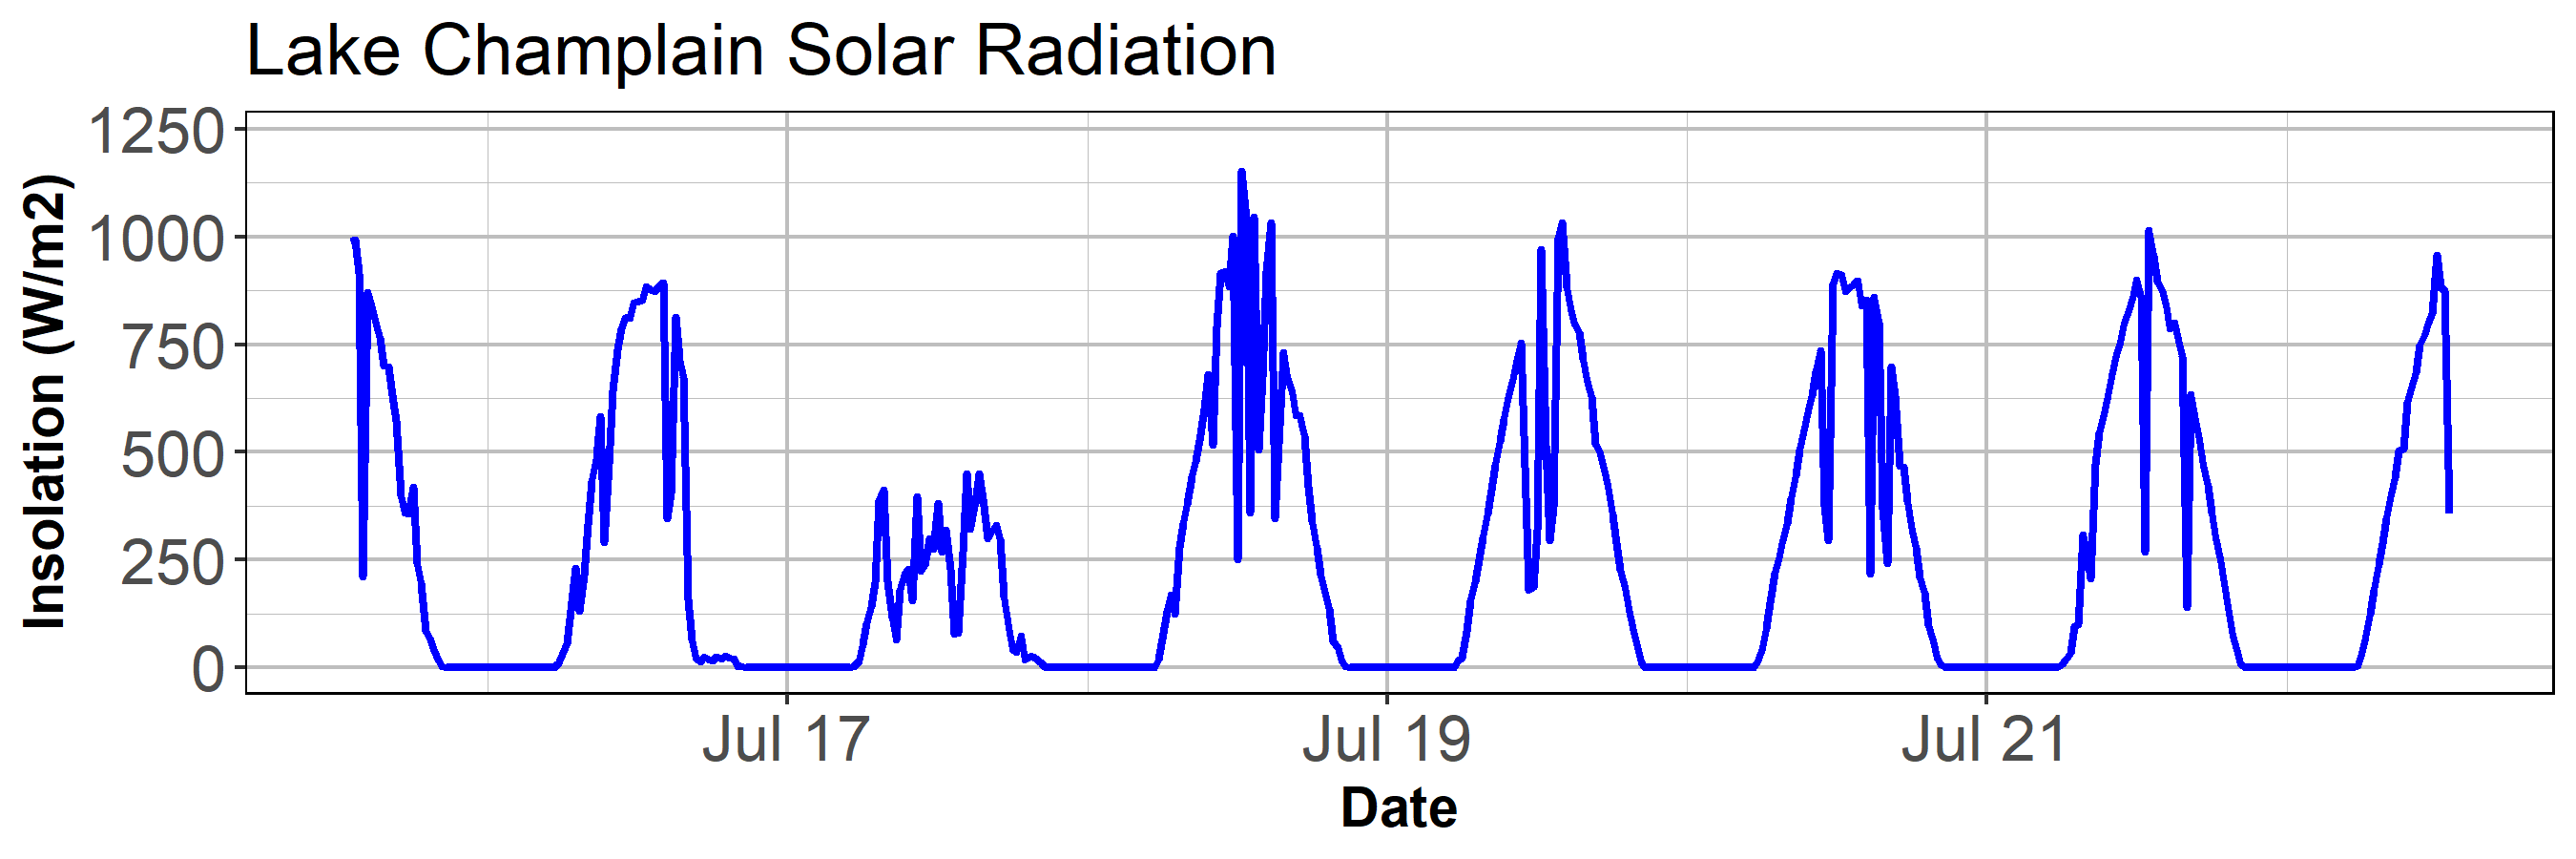 Lake Champlain Solar Radiation
1250
1000
750
500
250
0
Insolation (W/m2)
Jul 17 Jul 19 Jul 21
Date